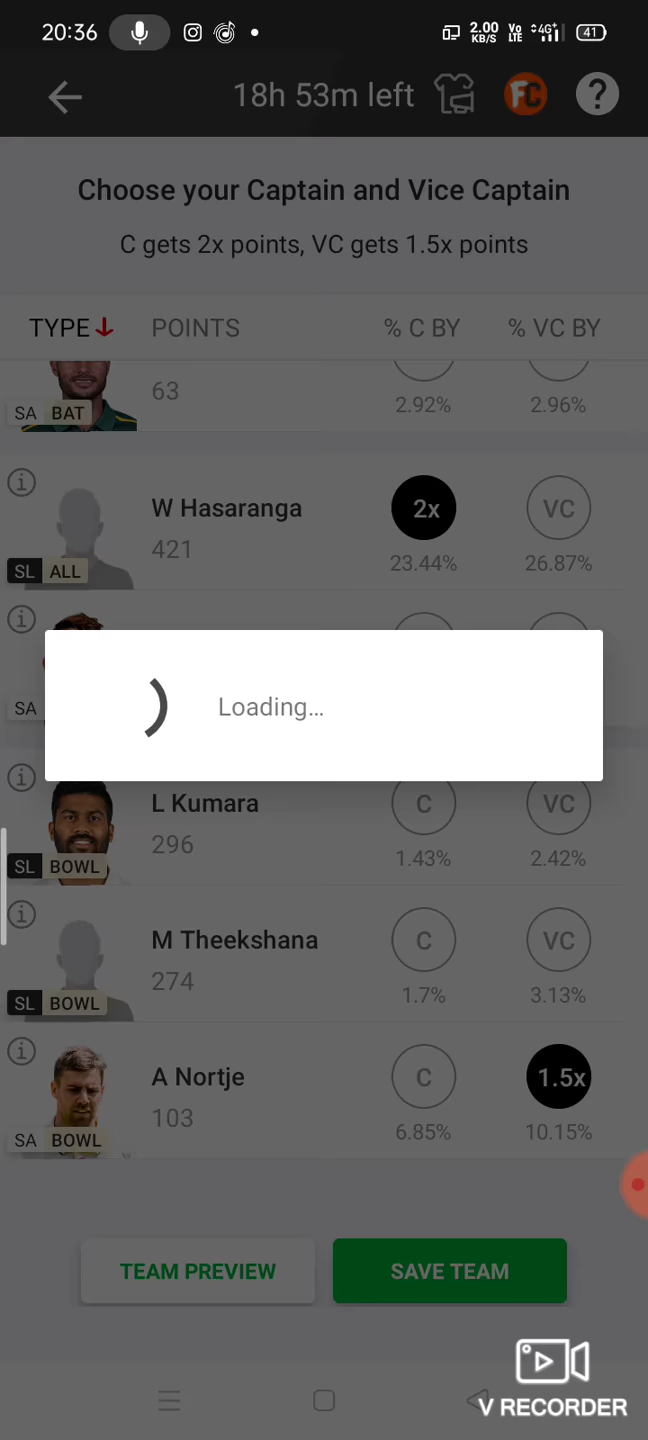 20:36 2.00 KB/S Vo LTE 4G+ 41
18h 53m left FC ?
Choose your Captain and Vice Captain
C gets 2x points, VC gets 1.5x points
TYPE POINTS % C BY % VC BY
63
SA BAT 2.92% 2.96%
W Hasaranga 2x VC
421
SL ALL 23.44% 26.87%
SA
Loading...
L Kumara C VC
296
SL BOWL 1.43% 2.42%
M Theekshana C VC
274
SL BOWL 1.7% 3.13%
A Nortje C 1.5x
103
SA BOWL 6.85% 10.15%
TEAM PREVIEW SAVE TEAM
V RECORDER